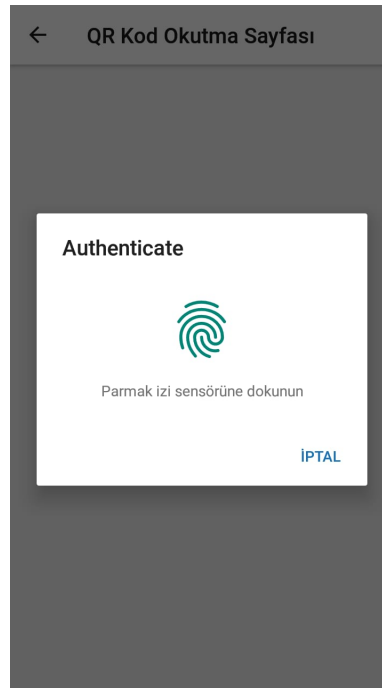 QR Kod Okutma Sayfası
Authenticate
Parmak izi sensörüne dokunun
İPTAL